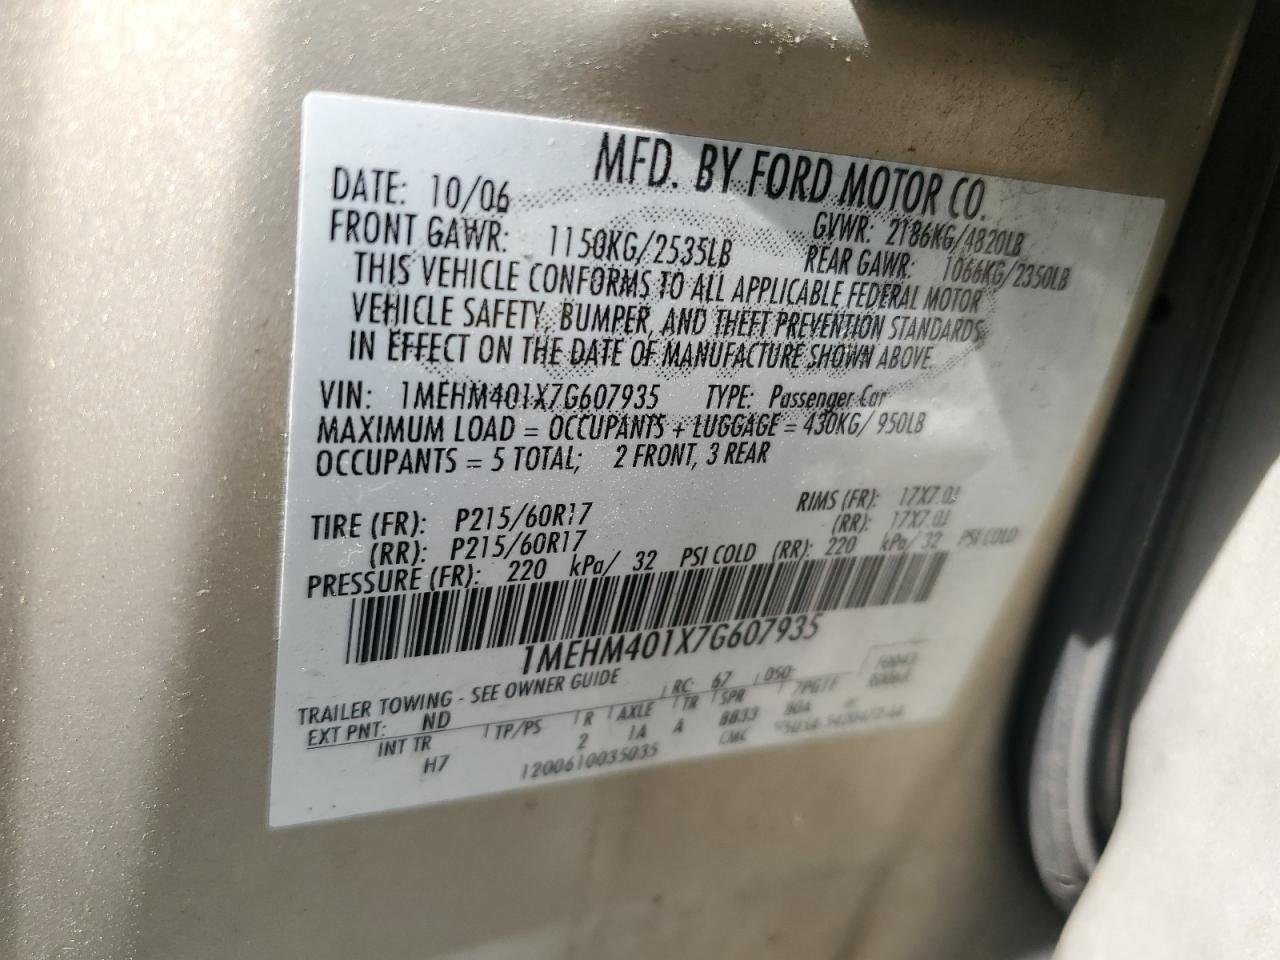 MFD. BY FORD MOTOR CO.
DATE: 10/06 GVWR: 2186KG/4820LB
FRONT GAWR: 1150KG/2535LB REAR GAWR: 1066KG/2350LB
THIS VEHICLE CONFORMS TO ALL APPLICABLE FEDERAL MOTOR
VEHICLE SAFETY, BUMPER, AND THEFT PREVENTION STANDARDS
IN EFFECT ON THE DATE OF MANUFACTURE SHOWN ABOVE.
VIN: 1MEHM401X7G607935 TYPE: Passenger Car
MAXIMUM LOAD = OCCUPANTS + LUGGAGE = 430KG/ 950LB
OCCUPANTS = 5 TOTAL; 2 FRONT, 3 REAR
TIRE (FR): P215/60R17 RIMS (FR): 17X7.0J
(RR): P215/60R17 (RR): 17X7.0J
PRESSURE (FR): 220 kPa/ 32 PSI COLD (RR): 220 kPa/ 32 PSI COLD
1MEHM401X7G607935
TRAILER TOWING - SEE OWNER GUIDE
EXT PNT: ND RC: 67 DSO:
INT TR TP/PS R AXLE TR SPR
H7 2 1A A 8833
1200610035035 CMC